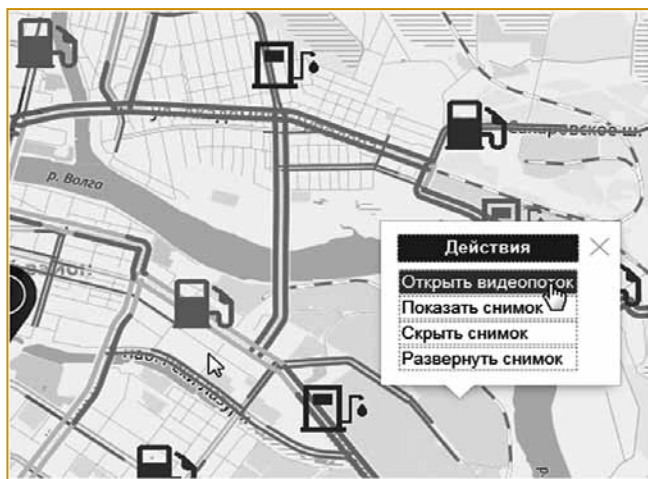 Сахаровское ш.
р. Волга
Действия
Открыть видеопоток
Показать снимок
Скрыть снимок
Развернуть снимок
р.